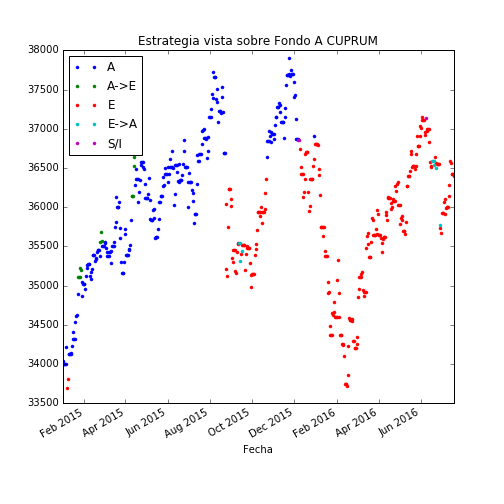 Estrategia vista sobre Fondo A CUPRUM
38000
37500
37000
36500
36000
35500
35000
34500
34000
33500
A
A->E
E
E->A
S/I
Feb 2015
Apr 2015
Jun 2015
Aug 2015
Oct 2015
Dec 2015
Feb 2016
Apr 2016
Jun 2016
Fecha